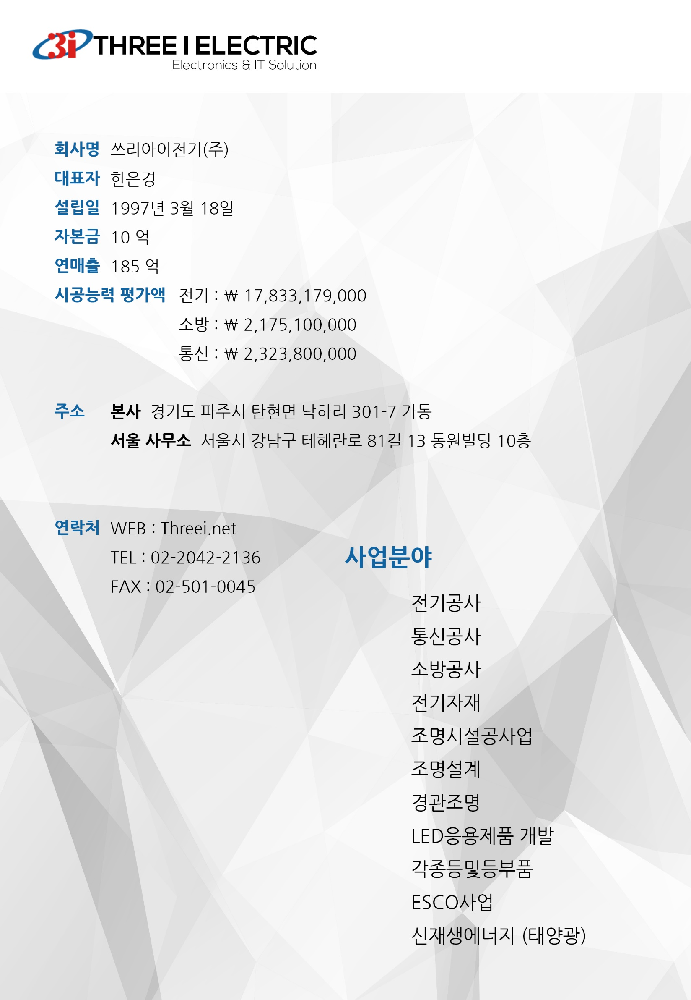 3i THREE I ELECTRIC
Electronics & IT Solution
회사명 쓰리아이전기(주)
대표자 한은경
설립일 1997년 3월 18일
자본금 10 억
연매출 185 억
시공능력 평가액 전기 : ₩ 17,833,179,000
소방 : ₩ 2,175,100,000
통신 : ₩ 2,323,800,000
주소 본사 경기도 파주시 탄현면 낙하리 301-7 가동
서울 사무소 서울시 강남구 테헤란로 81길 13 동원빌딩 10층
연락처 WEB : Threei.net
TEL : 02-2042-2136
FAX : 02-501-0045
사업분야
전기공사
통신공사
소방공사
전기자재
조명시설공사업
조명설계
경관조명
LED응용제품 개발
각종등및등부품
ESCO사업
신재생에너지 (태양광)